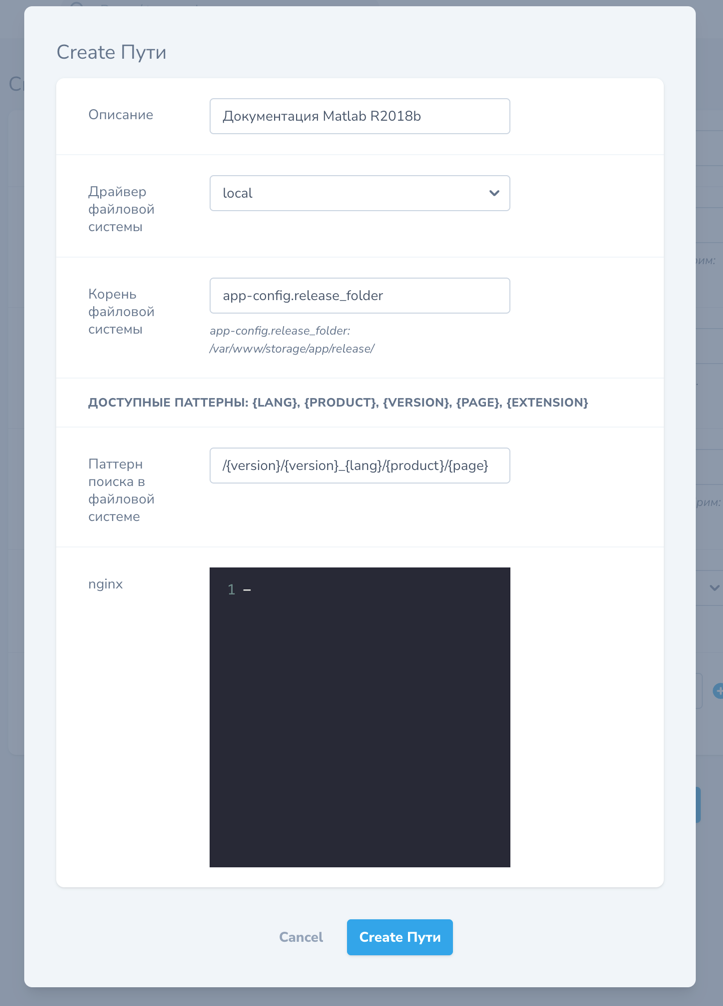 Create Пути
Описание
Документация Matlab R2018b
Драйвер
файловой
системы
local
Корень
файловой
системы
app-config.release_folder
app-config.release_folder:
/var/www/storage/app/release/
ДОСТУПНЫЕ ПАТТЕРНЫ: {LANG}, {PRODUCT}, {VERSION}, {PAGE}, {EXTENSION}
Паттерн
поиска в
файловой
системе
/{version}/{version}_{lang}/{product}/{page}
nginx
1 –
Cancel
Create Пути